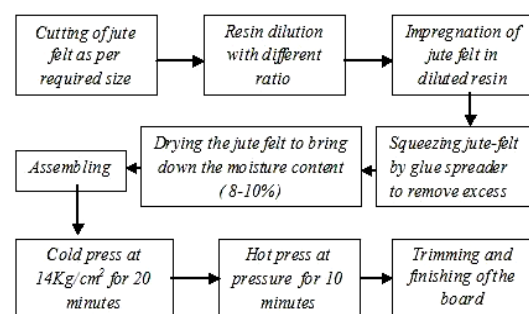 Cutting of jute
felt as per
required size
Resin dilution
with different
ratio
Impregnation of
jute felt in
diluted resin
Squeezing jute-felt
by glue spreader
to remove excess
Drying the jute felt to bring
down the moisture content
( 8-10%)
Assembling
Cold press at
14Kg/cm² for 20
minutes
Hot press at
pressure for 10
minutes
Trimming and
finishing of the
board